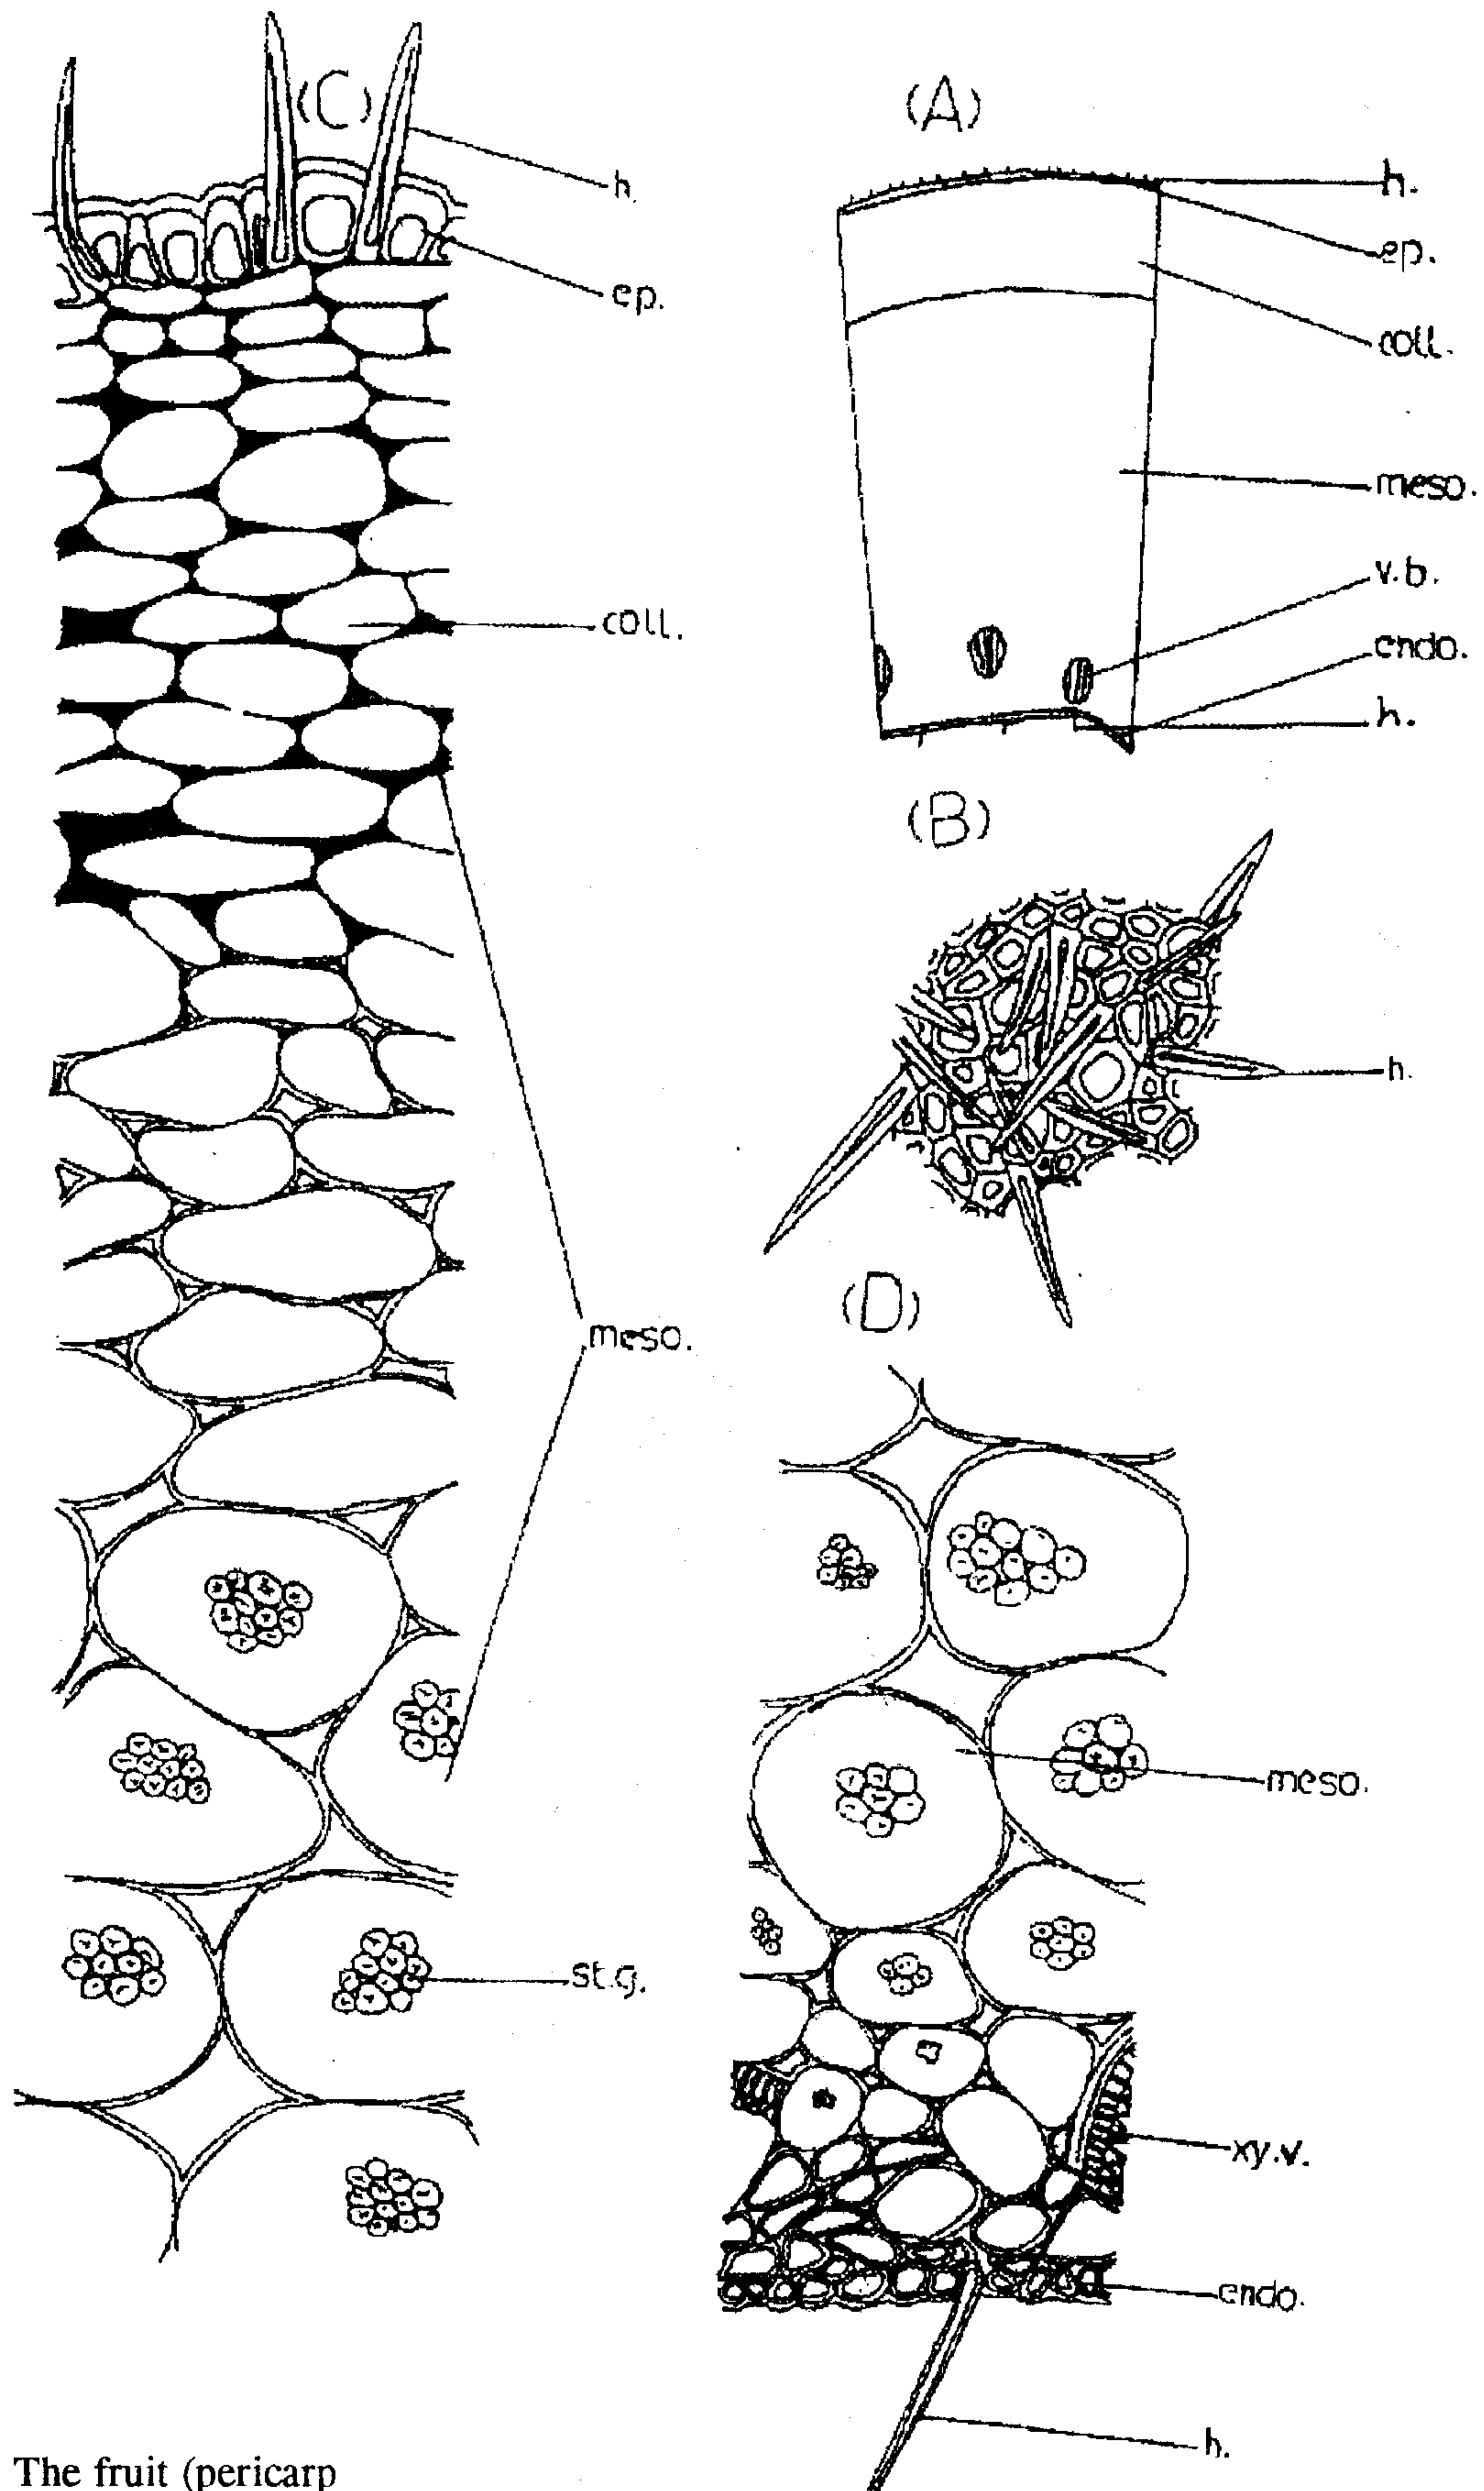 (C)
h.
ep.
coll.
meso.
st.g.
(A)
h.
ep.
coll.
meso.
v.b.
endo.
h.
(B)
h.
(D)
meso.
xy.v.
endo.
h.
The fruit (pericarp